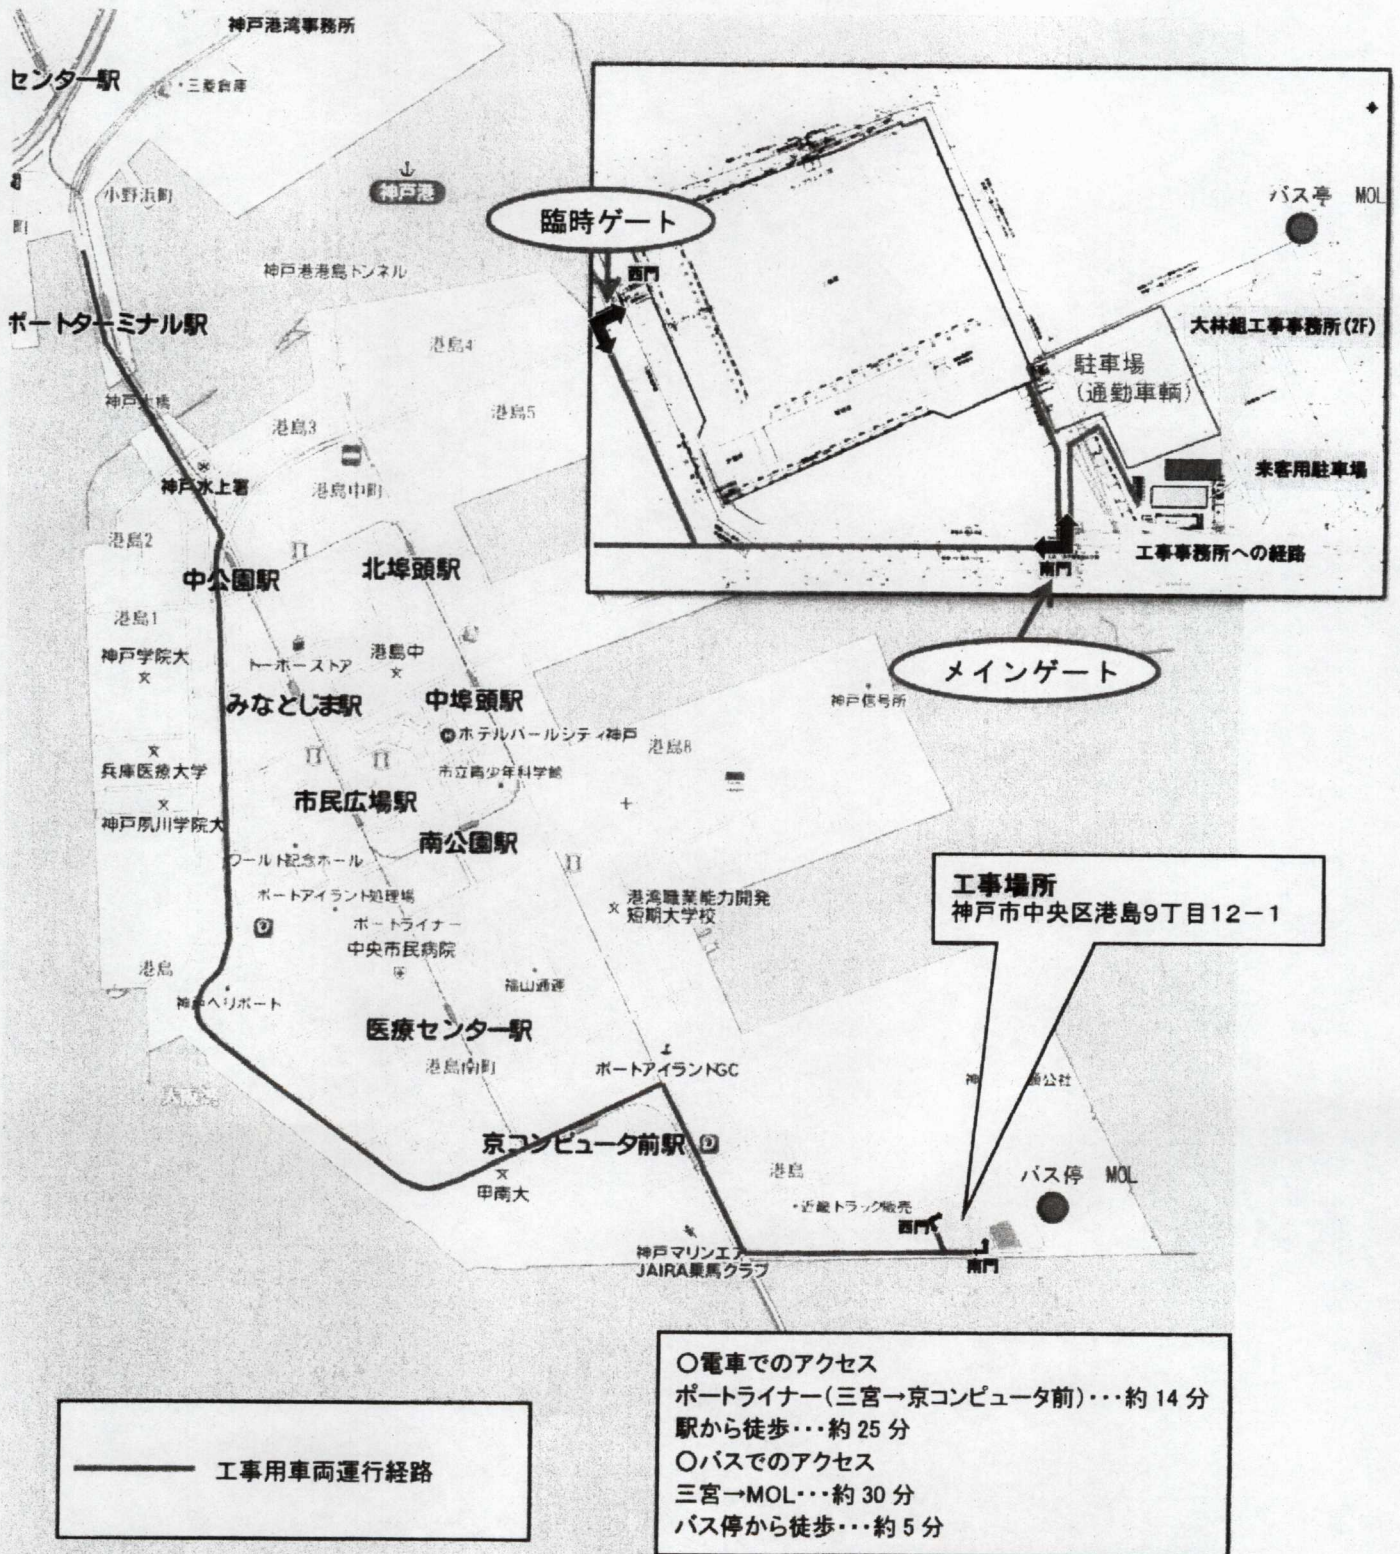 神戸港湾事務所
センター駅
・三菱倉庫
小野浜町
神戸港
神戸港港島トンネル
ポートターミナル駅
港島4
港島5
港島3
神戸大橋
神戸水上署
港島中町
港島2
中公園駅
北埠頭駅
港島1
神戸学院大
トーホーストア
港島中
みなとじま駅
中埠頭駅
ホテルパールシティ神戸
神戸信号所
港島8
兵庫医療大学
市立青少年科学館
神戸夙川学院大
市民広場駅
南公園駅
ワールド記念ホール
ポートアイランド処理場
ポートライナー
中央市民病院
港湾職業能力開発
短期大学校
港島
神戸ヘリポート
福山通運
医療センター駅
港島南町
ポートアイランドGC
京コンピュータ前駅
甲南大
港島
・近畿トラック販売
神戸マリンエア
JAIRA乗馬クラブ
西門
南門
バス停 MOL
臨時ゲート
西門
バス停 MOL
大林組工事事務所(2F)
駐車場
(通勤車輌)
来客用駐車場
工事事務所への経路
南門
メインゲート
工事場所
神戸市中央区港島9丁目12-1
工事用車両運行経路
○電車でのアクセス
ポートライナー(三宮→京コンピュータ前)・・・約 14 分
駅から徒歩・・・約 25 分
○バスでのアクセス
三宮→MOL・・・約 30 分
バス停から徒歩・・・約 5 分